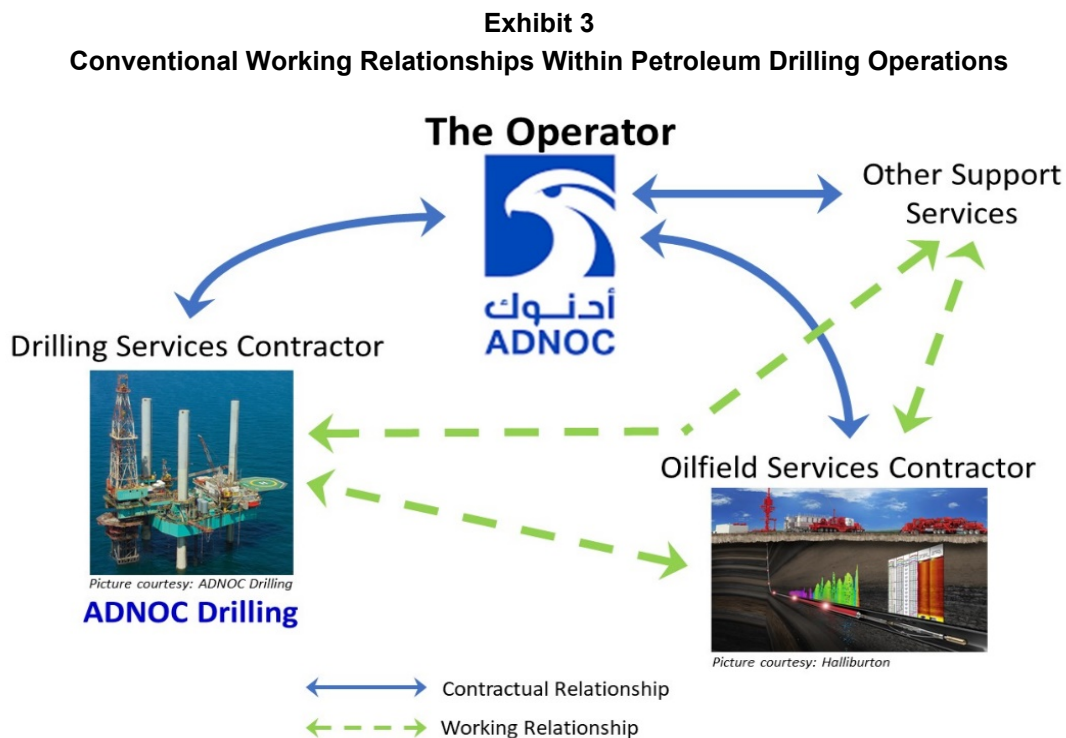 Exhibit 3
Conventional Working Relationships Within Petroleum Drilling Operations
The Operator
أدنوك
ADNOC
Other Support
Services
Drilling Services Contractor
Picture courtesy: ADNOC Drilling
ADNOC Drilling
Oilfield Services Contractor
Picture courtesy: Halliburton
Contractual Relationship
Working Relationship